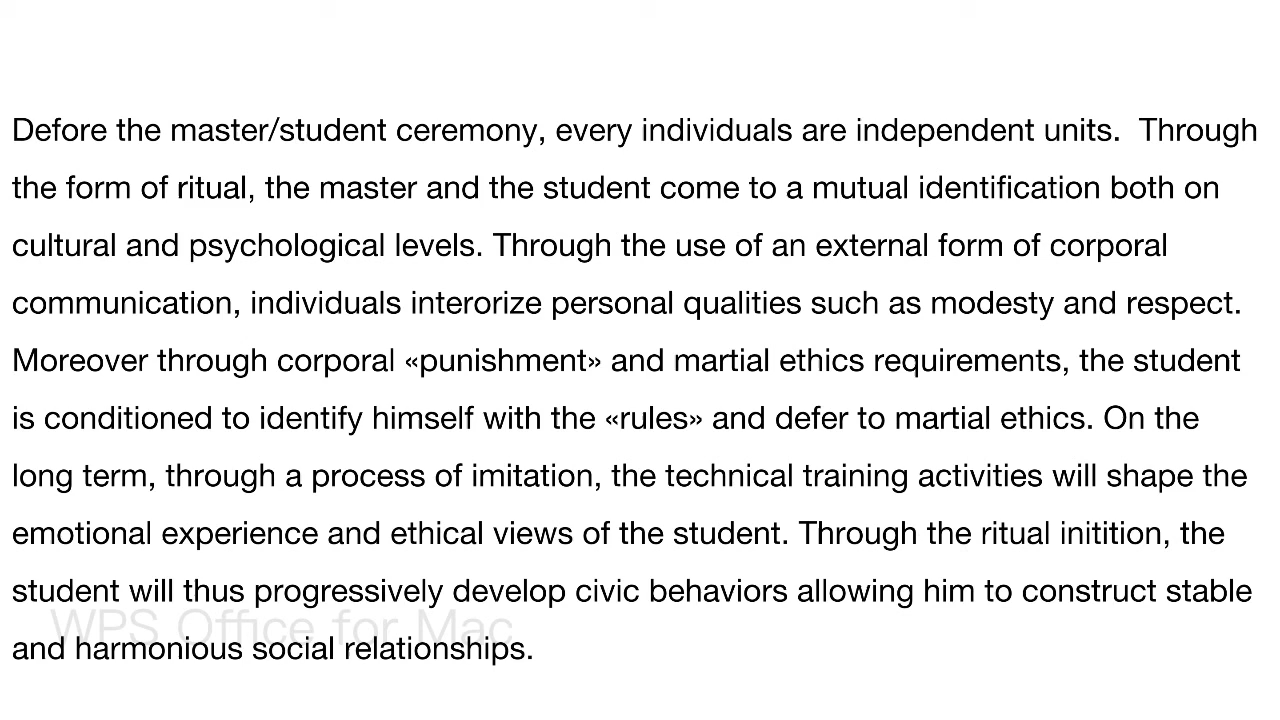 Defore the master/student ceremony, every individuals are independent units.  Through
the form of ritual, the master and the student come to a mutual identification both on
cultural and psychological levels. Through the use of an external form of corporal
communication, individuals interorize personal qualities such as modesty and respect.
Moreover through corporal «punishment» and martial ethics requirements, the student
is conditioned to identify himself with the «rules» and defer to martial ethics. On the
long term, through a process of imitation, the technical training activities will shape the
emotional experience and ethical views of the student. Through the ritual initition, the
student will thus progressively develop civic behaviors allowing him to construct stable
WPS Office for Mac
and harmonious social relationships.